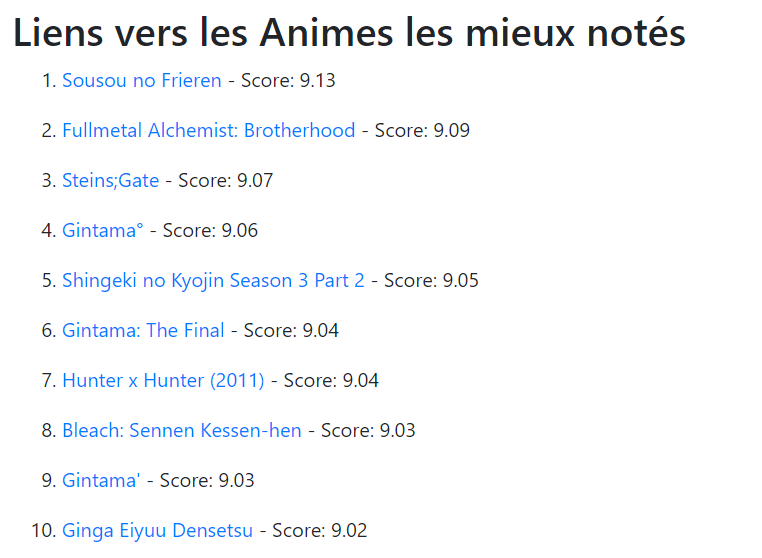 Liens vers les Animes les mieux notés
1. Sousou no Frieren - Score: 9.13
2. Fullmetal Alchemist: Brotherhood - Score: 9.09
3. Steins;Gate - Score: 9.07
4. Gintama° - Score: 9.06
5. Shingeki no Kyojin Season 3 Part 2 - Score: 9.05
6. Gintama: The Final - Score: 9.04
7. Hunter x Hunter (2011) - Score: 9.04
8. Bleach: Sennen Kessen-hen - Score: 9.03
9. Gintama' - Score: 9.03
10. Ginga Eiyuu Densetsu - Score: 9.02